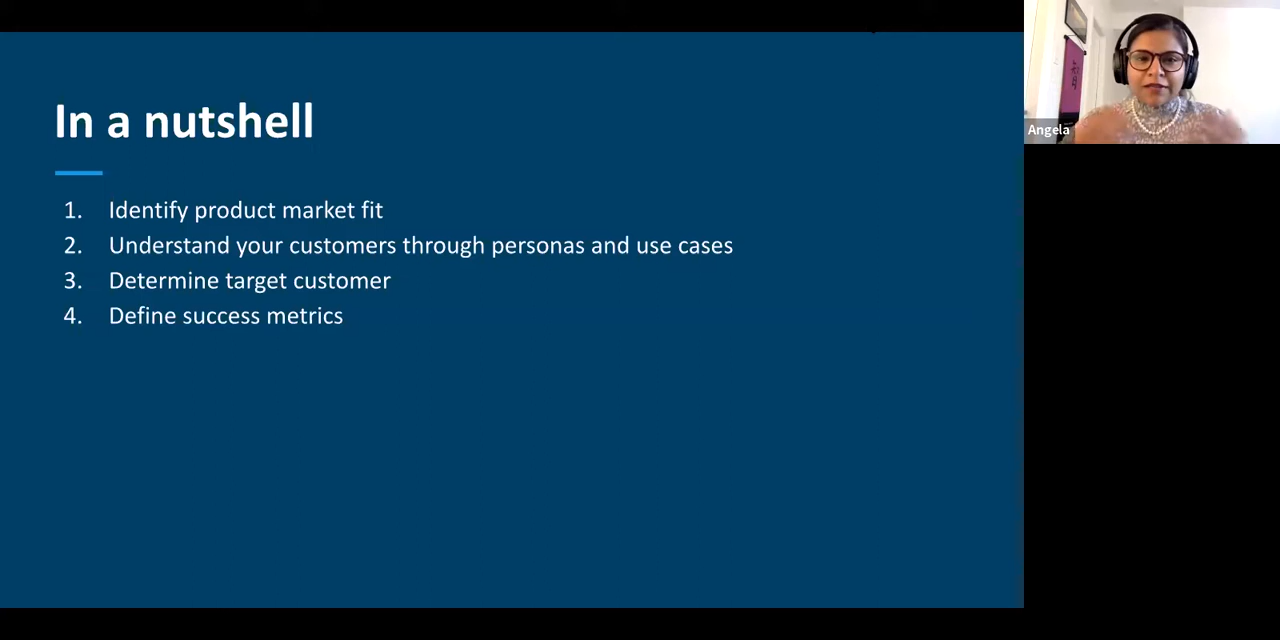 In a nutshell
1. Identify product market fit
2. Understand your customers through personas and use cases
3. Determine target customer
4. Define success metrics
Angela